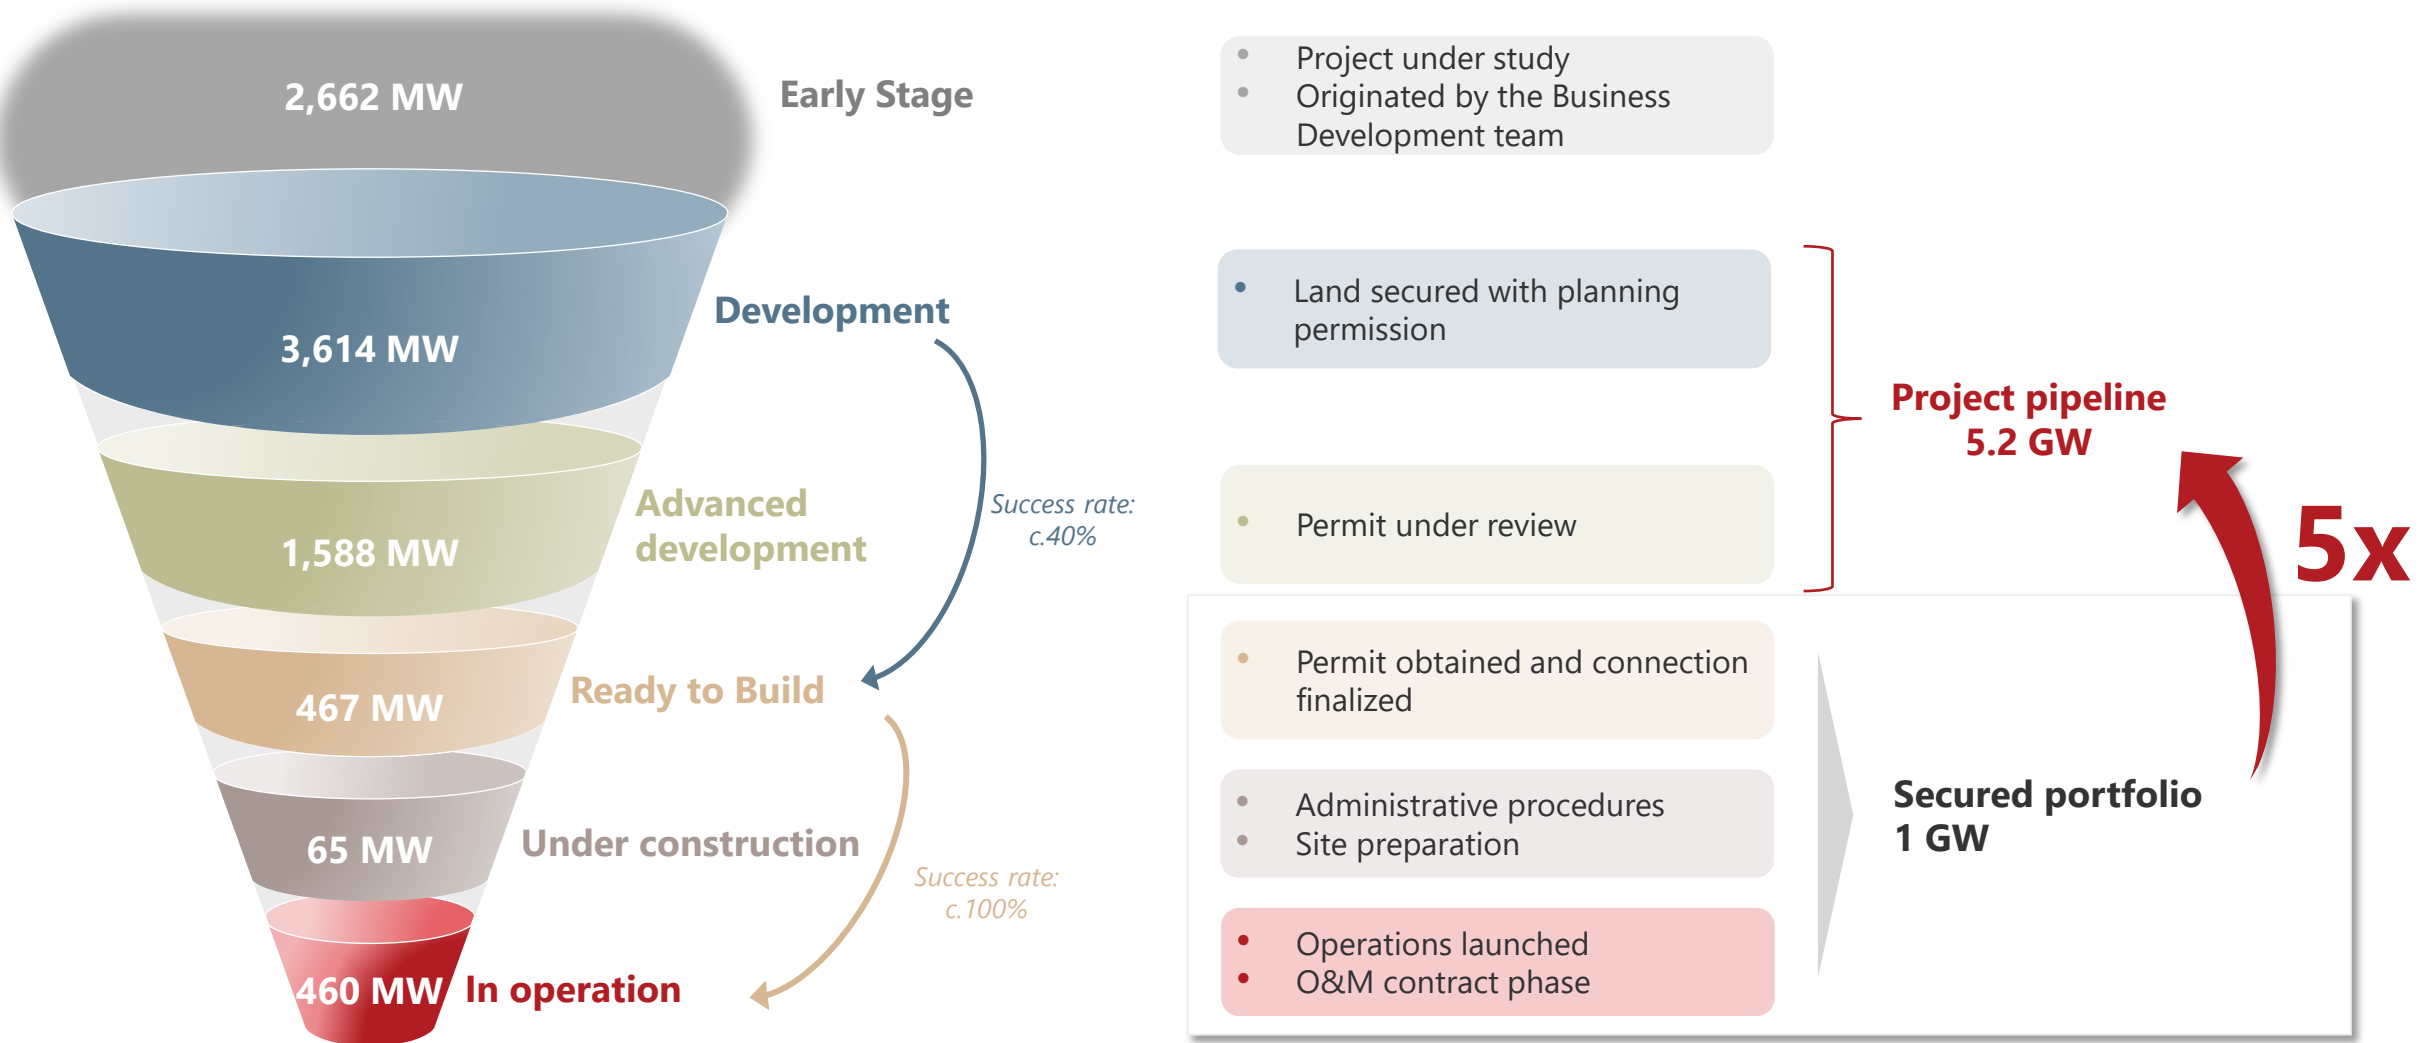 2,662 MW
Early Stage
• Project under study
• Originated by the Business
Development team
Development
3,614 MW
• Land secured with planning
permission
Project pipeline
5.2 GW
Advanced
development
1,588 MW
Success rate:
c.40%
• Permit under review
5x
Ready to Build
467 MW
• Permit obtained and connection
finalized
Under construction
65 MW
• Administrative procedures
• Site preparation
Secured portfolio
1 GW
Success rate:
c.100%
460 MW
In operation
• Operations launched
• O&M contract phase